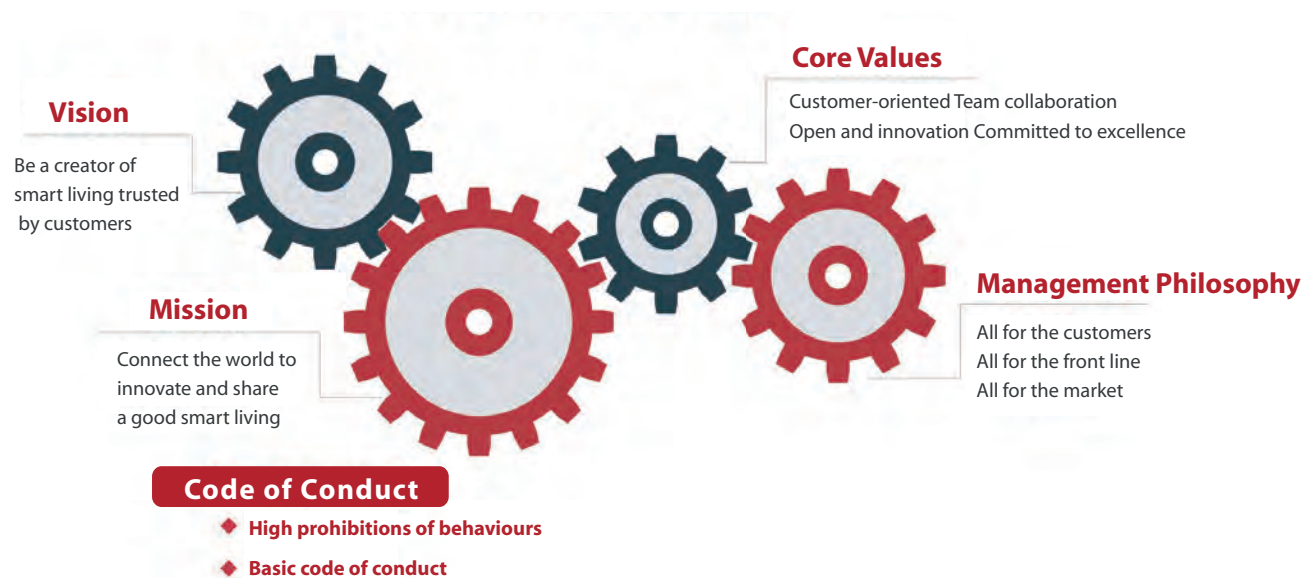 Vision
Be a creator of
smart living trusted
by customers
Mission
Connect the world to
innovate and share
a good smart living
Core Values
Customer-oriented Team collaboration
Open and innovation Committed to excellence
Management Philosophy
All for the customers
All for the front line
All for the market
Code of Conduct
High prohibitions of behaviours
Basic code of conduct